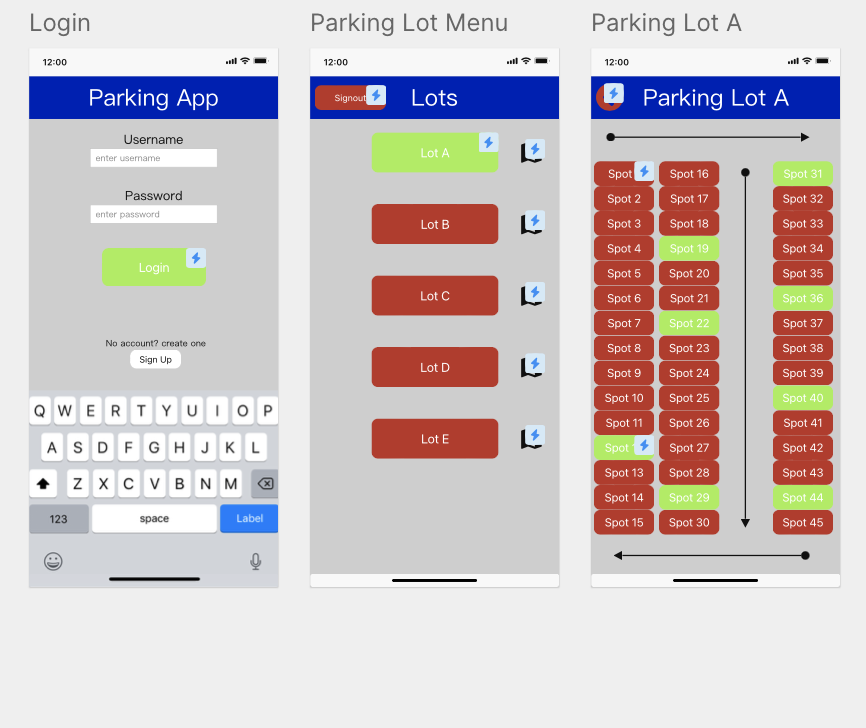 Login
12:00
Parking App
Username
enter username
Password
enter password
Login
No account? create one
Sign Up
Q W E R T Y U I O P
A S D F G H J K L
Z X C V B N M
123 space Label
Parking Lot Menu
12:00
Signout Lots
Lot A
Lot B
Lot C
Lot D
Lot E
Parking Lot A
12:00
Parking Lot A
Spot Spot 16 Spot 31
Spot 2 Spot 17 Spot 32
Spot 3 Spot 18 Spot 33
Spot 4 Spot 19 Spot 34
Spot 5 Spot 20 Spot 35
Spot 6 Spot 21 Spot 36
Spot 7 Spot 22 Spot 37
Spot 8 Spot 23 Spot 38
Spot 9 Spot 24 Spot 39
Spot 10 Spot 25 Spot 40
Spot 11 Spot 26 Spot 41
Spot Spot 27 Spot 42
Spot 13 Spot 28 Spot 43
Spot 14 Spot 29 Spot 44
Spot 15 Spot 30 Spot 45